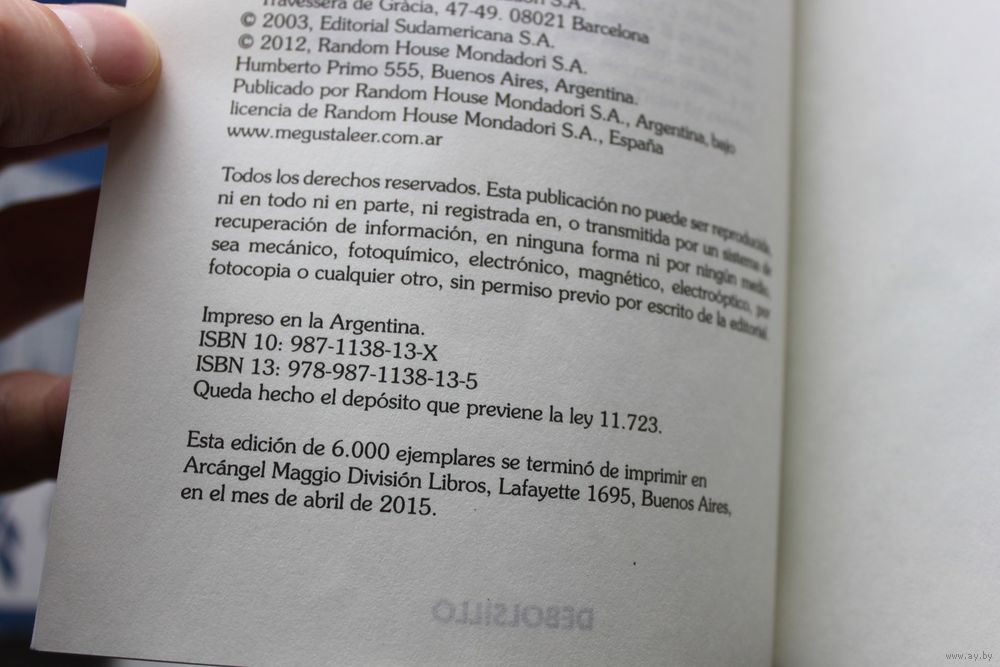 Travessera de Gràcia, 47-49. 08021 Barcelona
© 2003, Editorial Sudamericana S.A.
© 2012, Random House Mondadori S.A.
Humberto Primo 555, Buenos Aires, Argentina.
Publicado por Random House Mondadori S.A., Argentina, bajo
licencia de Random House Mondadori S.A., España
www.megustaleer.com.ar
Todos los derechos reservados. Esta publicación no puede ser reproducida,
ni en todo ni en parte, ni registrada en, o transmitida por un sistema de
recuperación de información, en ninguna forma ni por ningún medio,
sea mecánico, fotoquímico, electrónico, magnético, electroóptico, por
fotocopia o cualquier otro, sin permiso previo por escrito de la editorial.
Impreso en la Argentina.
ISBN 10: 987-1138-13-X
ISBN 13: 978-987-1138-13-5
Queda hecho el depósito que previene la ley 11.723.
Esta edición de 6.000 ejemplares se terminó de imprimir en
Arcángel Maggio División Libros, Lafayette 1695, Buenos Aires,
en el mes de abril de 2015.
DEBOLSILLO
www.ay.by